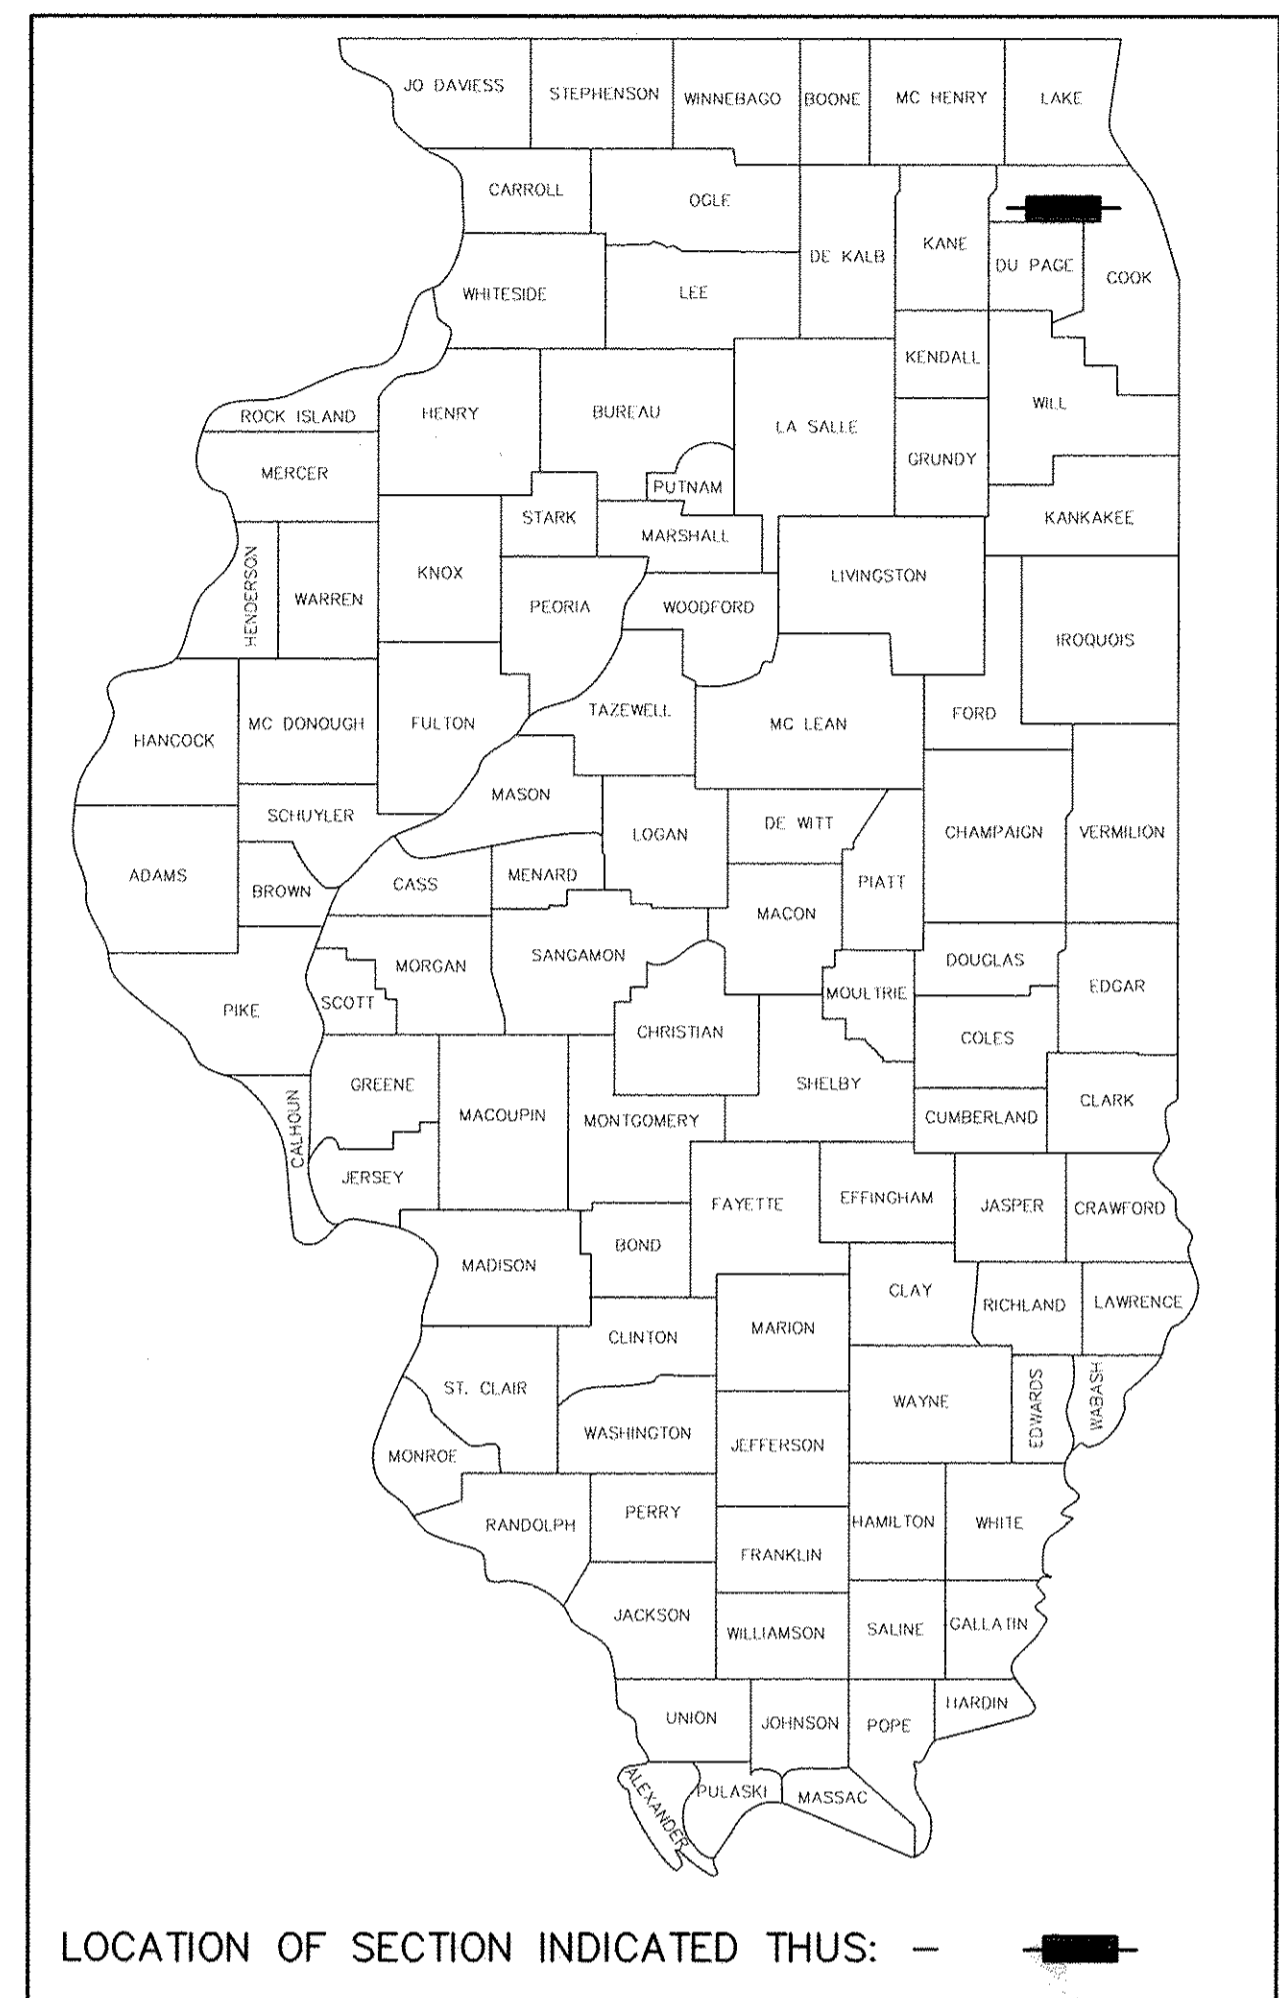 JO DAVIESS
STEPHENSON
WINNEBAGO
BOONE
MC HENRY
LAKE
CARROLL
OGLE
DE KALB
KANE
DU PAGE
COOK
WHITESIDE
LEE
KENDALL
ROCK ISLAND
HENRY
BUREAU
LA SALLE
WILL
MERCER
PUTNAM
GRUNDY
STARK
MARSHALL
KANKAKEE
HENDERSON
WARREN
KNOX
PEORIA
WOODFORD
LIVINGSTON
IROQUOIS
HANCOCK
MC DONOUGH
FULTON
TAZEWELL
MC LEAN
FORD
SCHUYLER
MASON
LOGAN
DE WITT
CHAMPAIGN
VERMILION
ADAMS
BROWN
CASS
MENARD
MACON
PIATT
PIKE
SCOTT
MORGAN
SANGAMON
CHRISTIAN
MOULTRIE
DOUGLAS
EDGAR
COLES
CALHOUN
GREENE
MACOUPIN
MONTGOMERY
SHELBY
CUMBERLAND
CLARK
JERSEY
FAYETTE
EFFINGHAM
JASPER
CRAWFORD
MADISON
BOND
CLAY
RICHLAND
LAWRENCE
CLINTON
MARION
ST. CLAIR
WAYNE
EDWARDS
WABASH
MONROE
WASHINGTON
JEFFERSON
RANDOLPH
PERRY
HAMILTON
WHITE
FRANKLIN
JACKSON
WILLIAMSON
SALINE
GALLATIN
UNION
JOHNSON
POPE
HARDIN
ALEXANDER
PULASKI
MASSAC
LOCATION OF SECTION INDICATED THUS: –